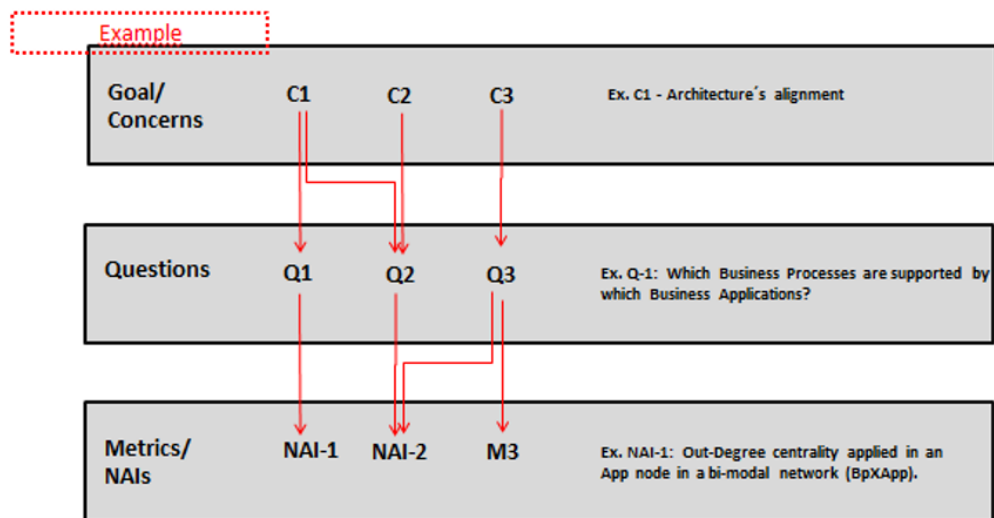 Example
Goal/
Concerns
C1 C2 C3
Ex. C1 - Architecture´s alignment
Questions
Q1 Q2 Q3
Ex. Q-1: Which Business Processes are supported by
which Business Applications?
Metrics/
NAIs
NAI-1 NAI-2 M3
Ex. NAI-1: Out-Degree centrality applied in an
App node in a bi-modal network (BpXApp).